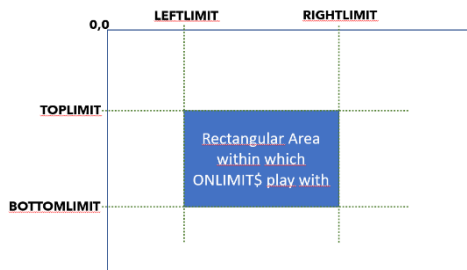 LEFTLIMIT
RIGHTLIMIT
0,0
TOPLIMIT
Rectangular Area
within which
ONLIMIT$ play with
BOTTOMLIMIT